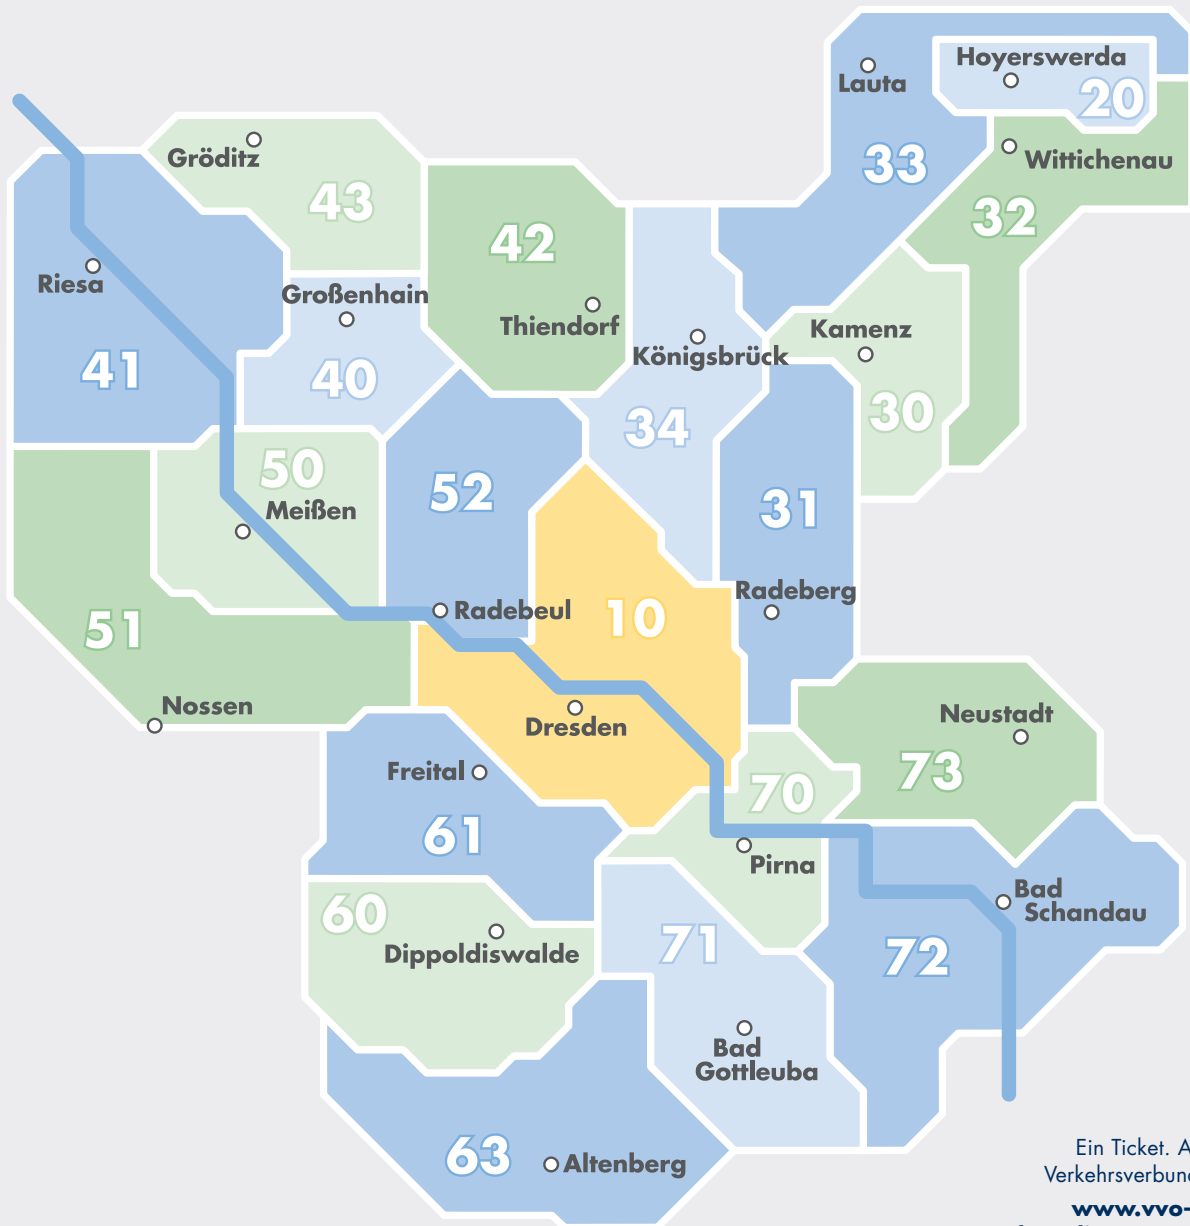 Hoyerswerda
Lauta
20
Gröditz
33
Wittichenau
43
42
32
Riesa
Großenhain
Thiendorf
Kamenz
Königsbrück
41
40
30
34
50
52
31
Meißen
Radebeul
Radeberg
10
51
Nossen
Dresden
Neustadt
Freital
73
70
61
Pirna
Bad
Schandau
60
71
Dippoldiswalde
72
Bad
Gottleuba
63
Altenberg
Ein Ticket.
Verkehrsverbun
www.vvo-